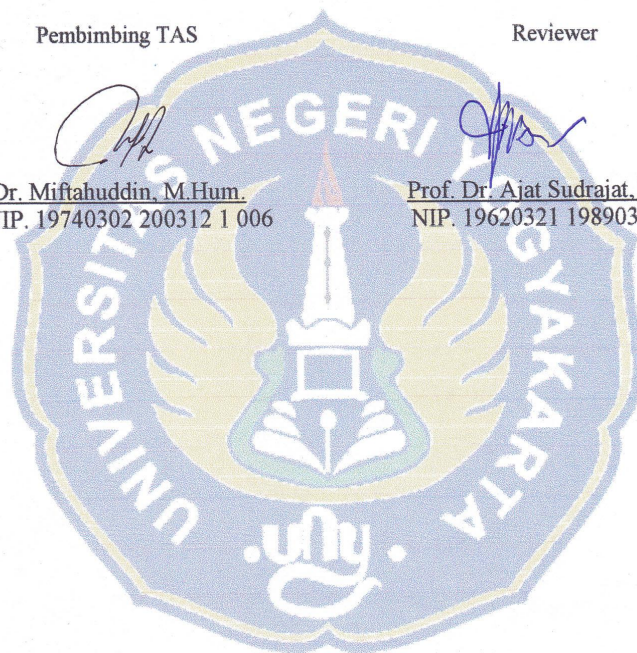 Pembimbing TAS Reviewer
Dr. Miftahuddin, M.Hum. Prof. Dr. Ajat Sudrajat,
NIP. 19740302 200312 1 006 NIP. 19620321 198903
UNIVERSITAS NEGERI YOGYAKARTA
uny